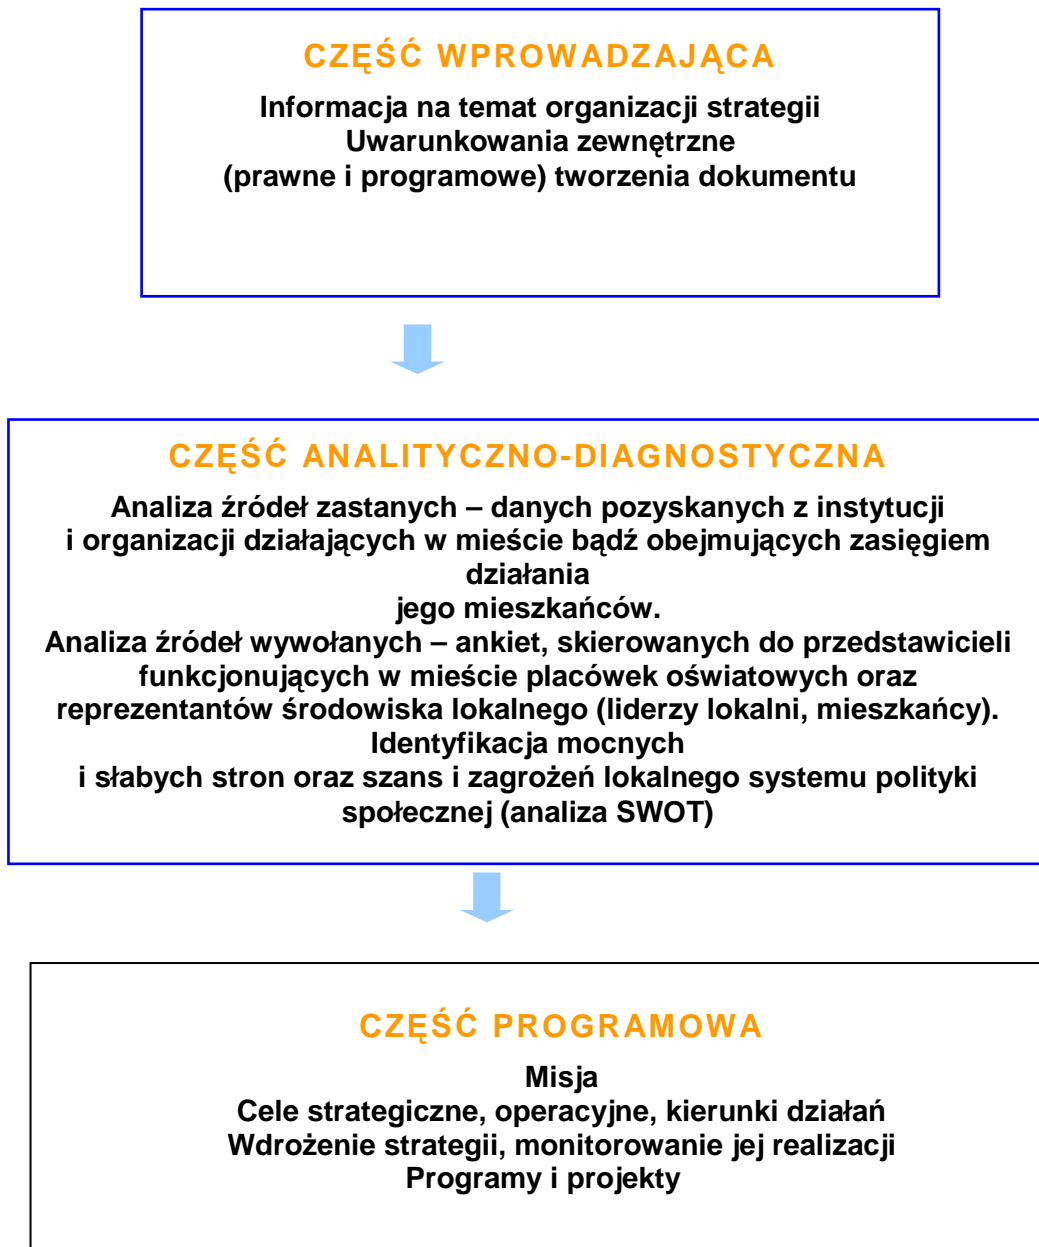 CZĘŚĆ WPROWADZAJĄCA
Informacja na temat organizacji strategii
Uwarunkowania zewnętrzne
(prawne i programowe) tworzenia dokumentu
CZĘŚĆ ANALITYCZNO-DIAGNOSTYCZNA
Analiza źródeł zastanych – danych pozyskanych z instytucji
i organizacji działających w mieście bądź obejmujących zasięgiem
działania
jego mieszkańców.
Analiza źródeł wywołanych – ankiet, skierowanych do przedstawicieli
funkcjonujących w mieście placówek oświatowych oraz
reprezentantów środowiska lokalnego (liderzy lokalni, mieszkańcy).
Identyfikacja mocnych
i słabych stron oraz szans i zagrożeń lokalnego systemu polityki
społecznej (analiza SWOT)
CZĘŚĆ PROGRAMOWA
Misja
Cele strategiczne, operacyjne, kierunki działań
Wdrożenie strategii, monitorowanie jej realizacji
Programy i projekty